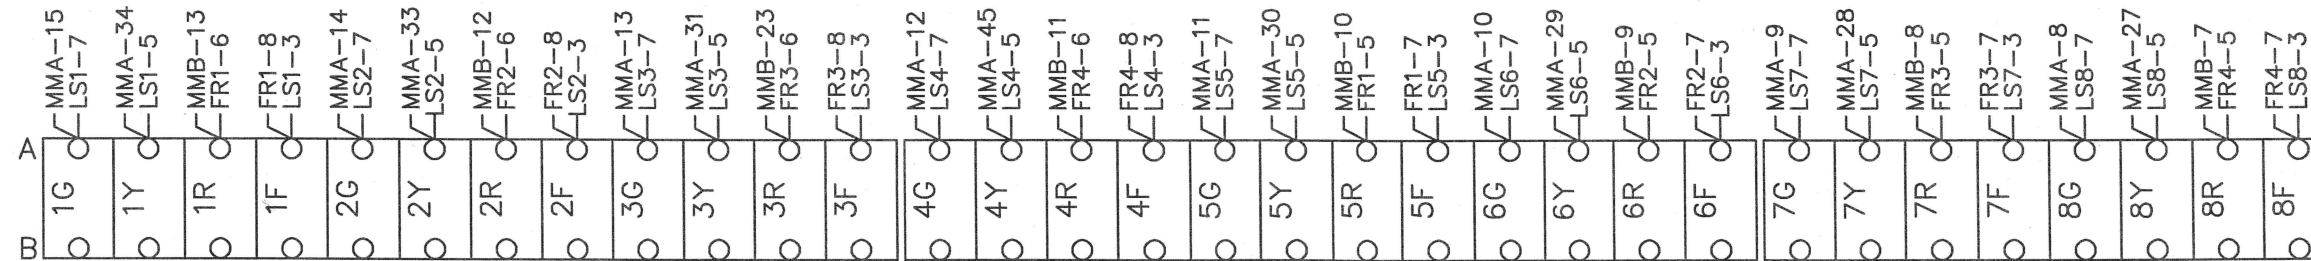 MMA-15
LS1-7
MMA-34
LS1-5
MMB-13
FR1-6
FR1-8
LS1-3
MMA-14
LS2-7
MMA-33
LS2-5
MMB-12
FR2-6
FR2-8
LS2-3
MMA-13
LS3-7
MMA-31
LS3-5
MMB-23
FR3-6
FR3-8
LS3-3
MMA-12
LS4-7
MMA-45
LS4-5
MMB-11
FR4-6
FR4-8
LS4-3
MMA-11
LS5-7
MMA-30
LS5-5
MMB-10
FR1-5
FR1-7
LS5-3
MMA-10
LS6-7
MMA-29
LS6-5
MMB-9
FR2-5
FR2-7
LS6-3
MMA-9
LS7-7
MMA-28
LS7-5
MMB-8
FR3-5
FR3-7
LS7-3
MMA-8
LS8-7
MMA-27
LS8-5
MMB-7
FR4-5
FR4-7
LS8-3
A
1G
1Y
1R
1F
2G
2Y
2R
2F
3G
3Y
3R
3F
4G
4Y
4R
4F
5G
5Y
5R
5F
6G
6Y
6R
6F
7G
7Y
7R
7F
8G
8Y
8R
8F
B